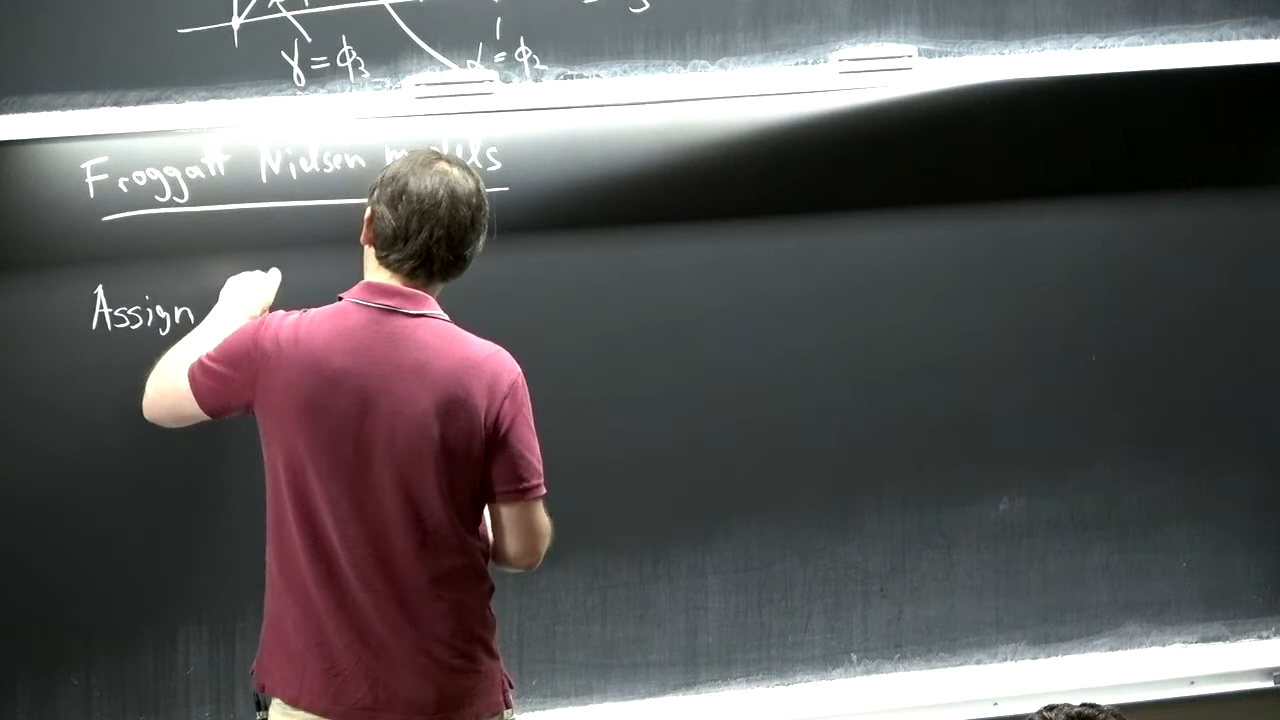 γ = ϕ₃
α = ϕ₂
Froggatt Nielsen models
Assign